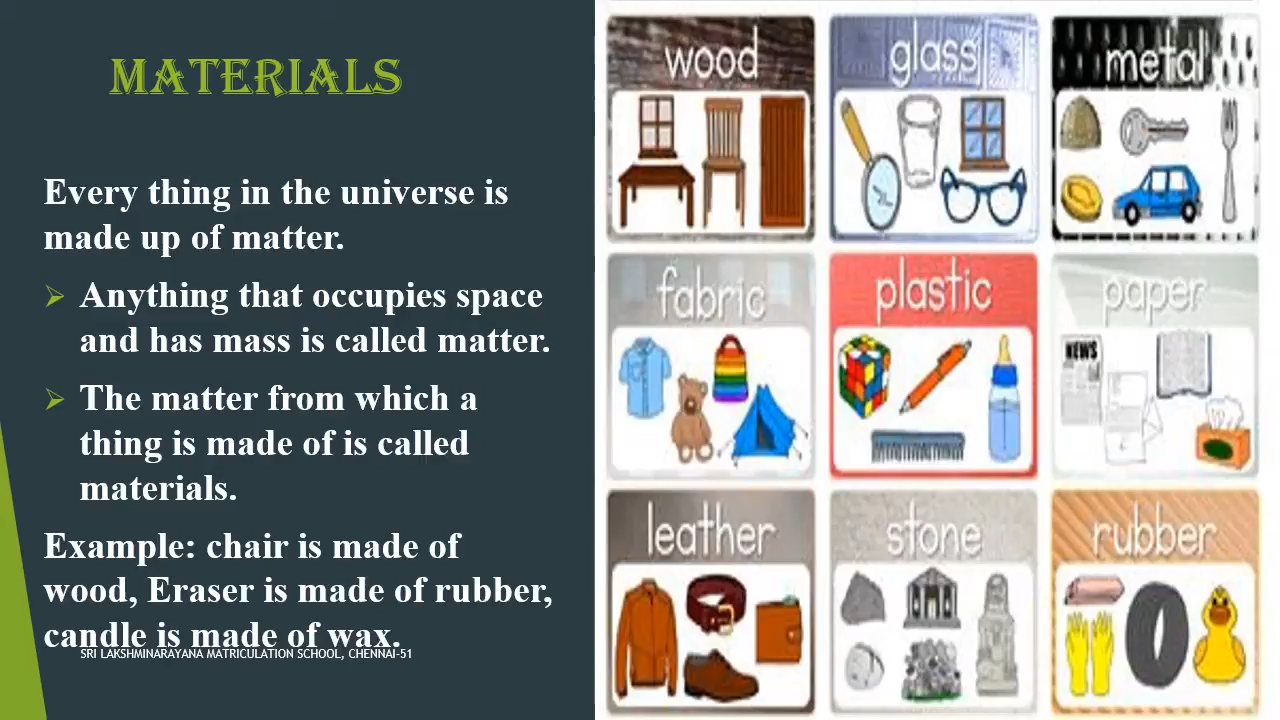 MATERIALS
Every thing in the universe is
made up of matter.
Anything that occupies space
and has mass is called matter.
The matter from which a
thing is made of is called
materials.
Example: chair is made of
wood, Eraser is made of rubber,
candle is made of wax.
SRI LAKSHMINARAYANA MATRICULATION SCHOOL, CHENNAI-51
wood
glass
metal
fabric
plastic
paper
NEWS
leather
stone
rubber